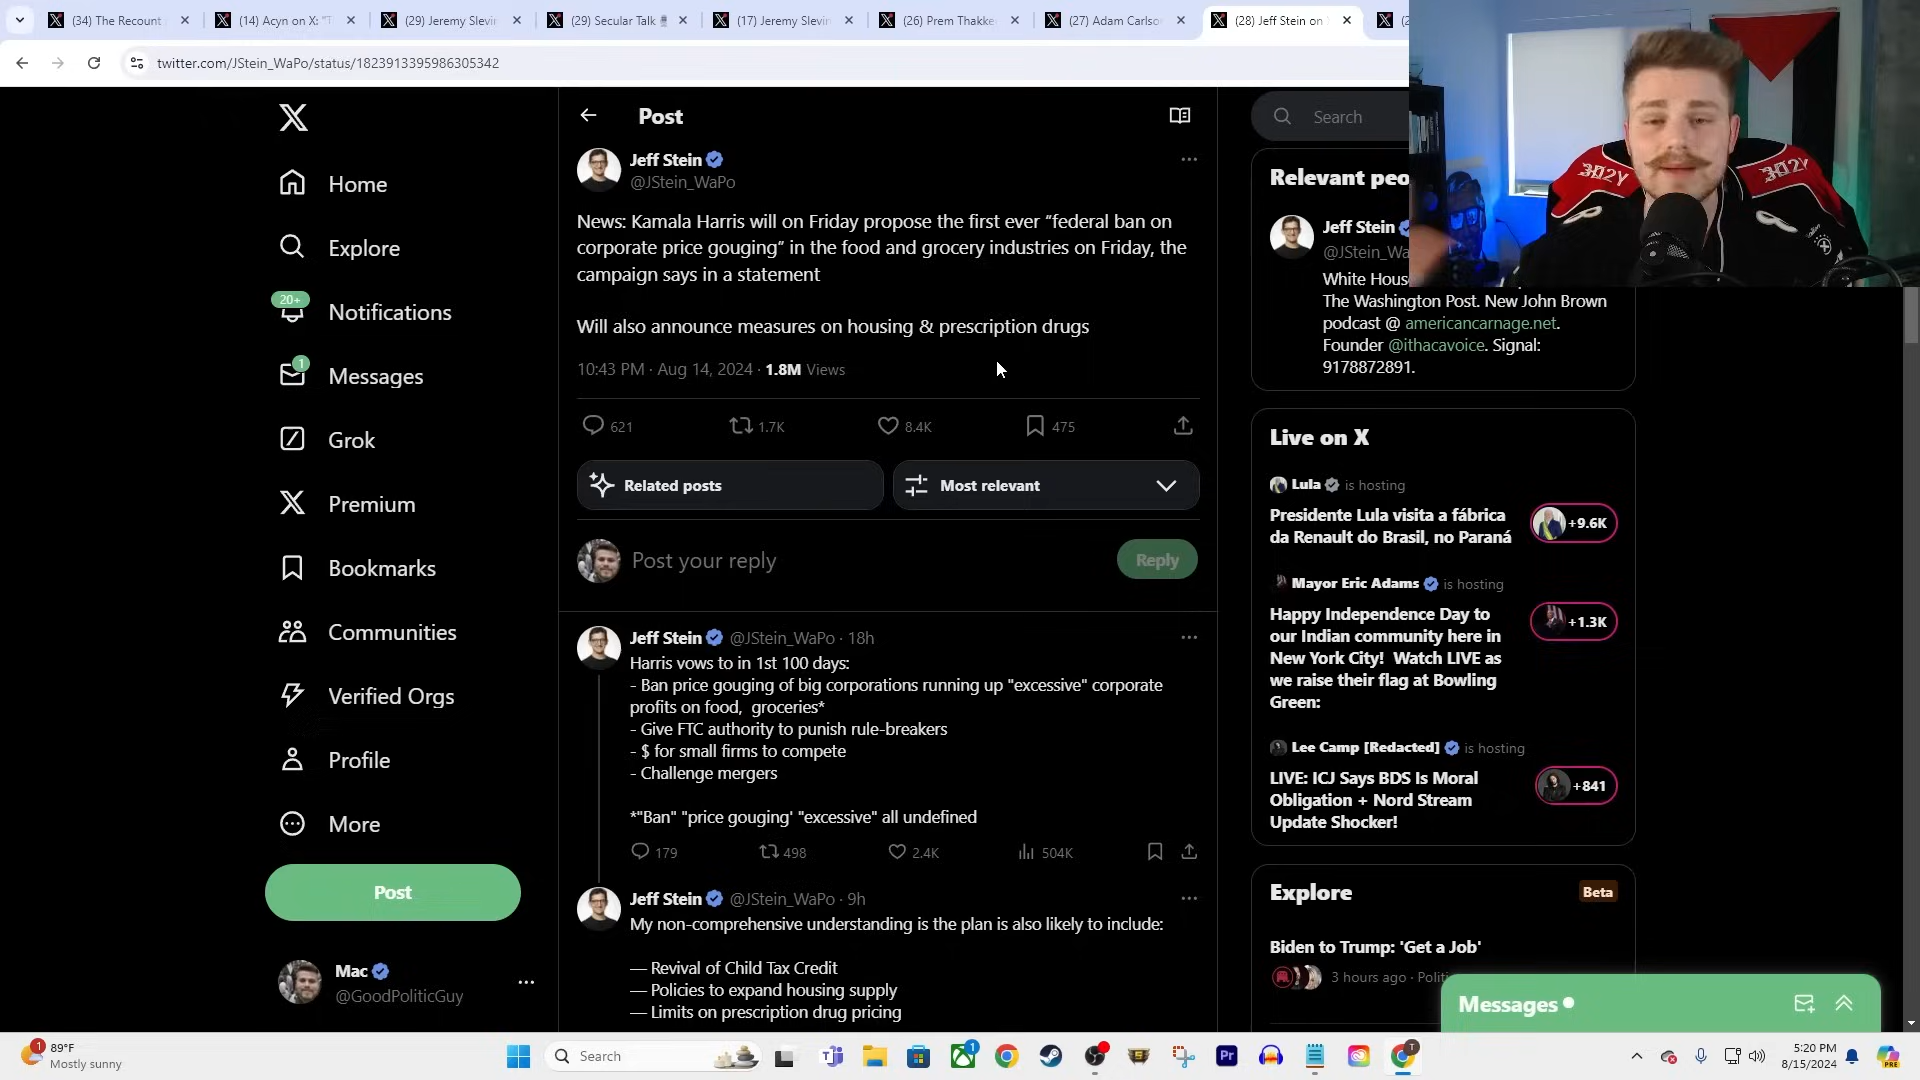 (34) The Recount
(14) Acyn on X: "T
(29) Jeremy Slevin
(29) Secular Talk
(17) Jeremy Slevin
(26) Prem Thakke
(27) Adam Carlso
(28) Jeff Stein on
twitter.com/JStein_WaPo/status/1823913395986305342
Home
Explore
20+
Notifications
1
Messages
Grok
Premium
Bookmarks
Communities
Verified Orgs
Profile
More
Post
Mac
@GoodPoliticGuy
Post
Jeff Stein
@JStein_WaPo
News: Kamala Harris will on Friday propose the first ever “federal ban on
corporate price gouging” in the food and grocery industries on Friday, the
campaign says in a statement
Will also announce measures on housing & prescription drugs
10:43 PM · Aug 14, 2024 · 1.8M Views
621 1.7K 8.4K 475
Related posts
Most relevant
Post your reply
Reply
Jeff Stein @JStein_WaPo · 18h
Harris vows to in 1st 100 days:
- Ban price gouging of big corporations running up "excessive" corporate
profits on food, groceries*
- Give FTC authority to punish rule-breakers
- $ for small firms to compete
- Challenge mergers
*"Ban" "price gouging' "excessive" all undefined
179 498 2.4K 504K
Jeff Stein @JStein_WaPo · 9h
My non-comprehensive understanding is the plan is also likely to include:
— Revival of Child Tax Credit
— Policies to expand housing supply
— Limits on prescription drug pricing
Search
Relevant peo
Jeff Stein
@JStein_Wa
White Hous
The Washington Post. New John Brown
podcast @ americancarnage.net.
Founder @ithacavoice. Signal:
9178872891.
Live on X
Lula is hosting
Presidente Lula visita a fábrica
da Renault do Brasil, no Paraná
+9.6K
Mayor Eric Adams is hosting
Happy Independence Day to
our Indian community here in
New York City! Watch LIVE as
we raise their flag at Bowling
Green:
+1.3K
Lee Camp [Redacted] is hosting
LIVE: ICJ Says BDS Is Moral
Obligation + Nord Stream
Update Shocker!
+841
Explore
Beta
Biden to Trump: 'Get a Job'
3 hours ago · Politi
Messages
1
89°F
Mostly sunny
Search
1
Pr
T
5:20 PM
8/15/2024
PRE